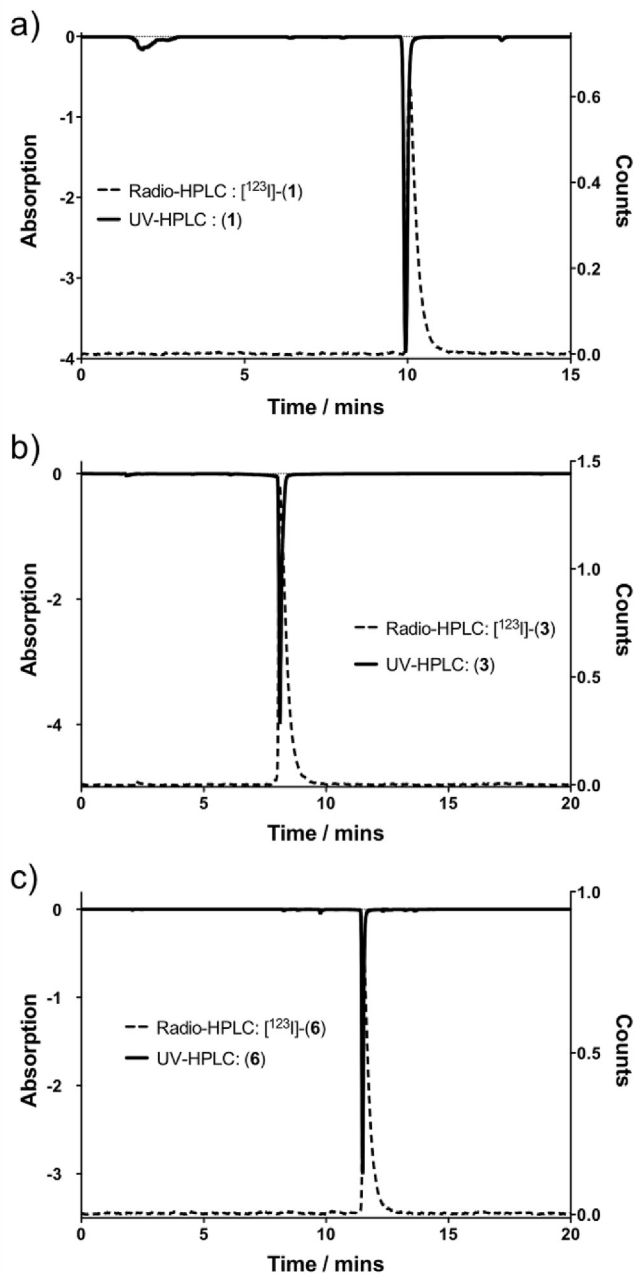 a)
0
-1
-2
-3
-4
Absorption
Radio-HPLC : [¹²³I]-(1)
UV-HPLC : (1)
0.6
0.4
0.2
0.0
Counts
0 5 10 15
Time / mins
b)
0
-2
-4
Absorption
Radio-HPLC: [¹²³I]-(3)
UV-HPLC: (3)
1.5
1.0
0.5
0.0
Counts
0 5 10 15 20
Time / mins
c)
0
-1
-2
-3
Absorption
Radio-HPLC: [¹²³I]-(6)
UV-HPLC: (6)
1.0
0.5
0.0
Counts
0 5 10 15 20
Time / mins